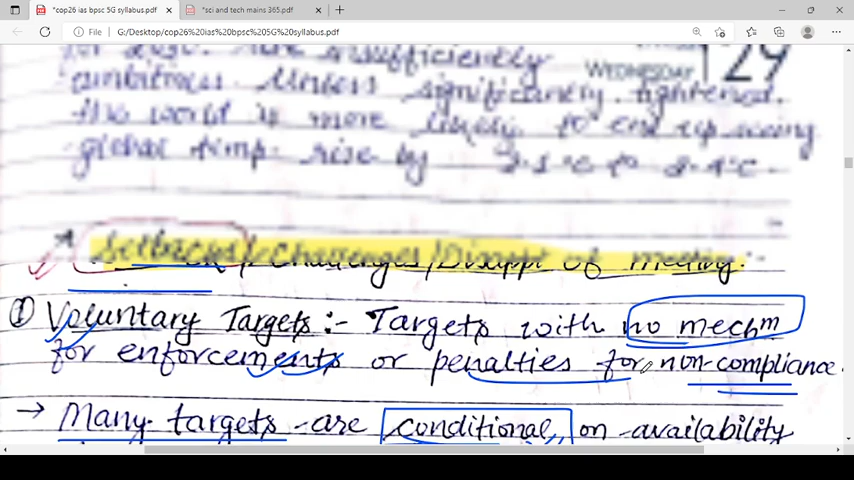 *cop26 ias bpsc 5G syllabus.pdf
"sci and tech mains 365.pdf
File | G:/Desktop/cop26%20ias%20bpsc%205G%20syllabus.pdf
insufficiently
WEDNESDAY 29
ambitious. Unless significantly tightened.
the world is more likely to end up seeing
global temp. rise by
Setbacks/Challenges/Disappt of meeting:-
① Voluntary Targets :- Targets with no mechm
for enforcements or penalties for non-compliance.
→ Many targets are conditional on availability